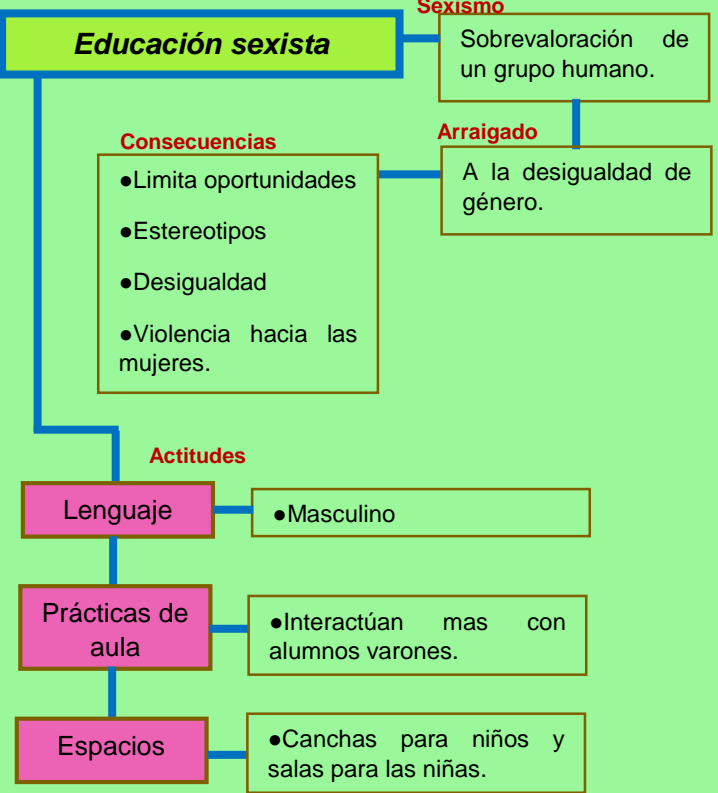 Sexismo
Educación sexista
Sobrevaloración de
un grupo humano.
Arraigado
A la desigualdad de
género.
Consecuencias
●Limita oportunidades
●Estereotipos
●Desigualdad
●Violencia hacia las
mujeres.
Actitudes
Lenguaje
●Masculino
Prácticas de
aula
●Interactúan mas con
alumnos varones.
Espacios
●Canchas para niños y
salas para las niñas.